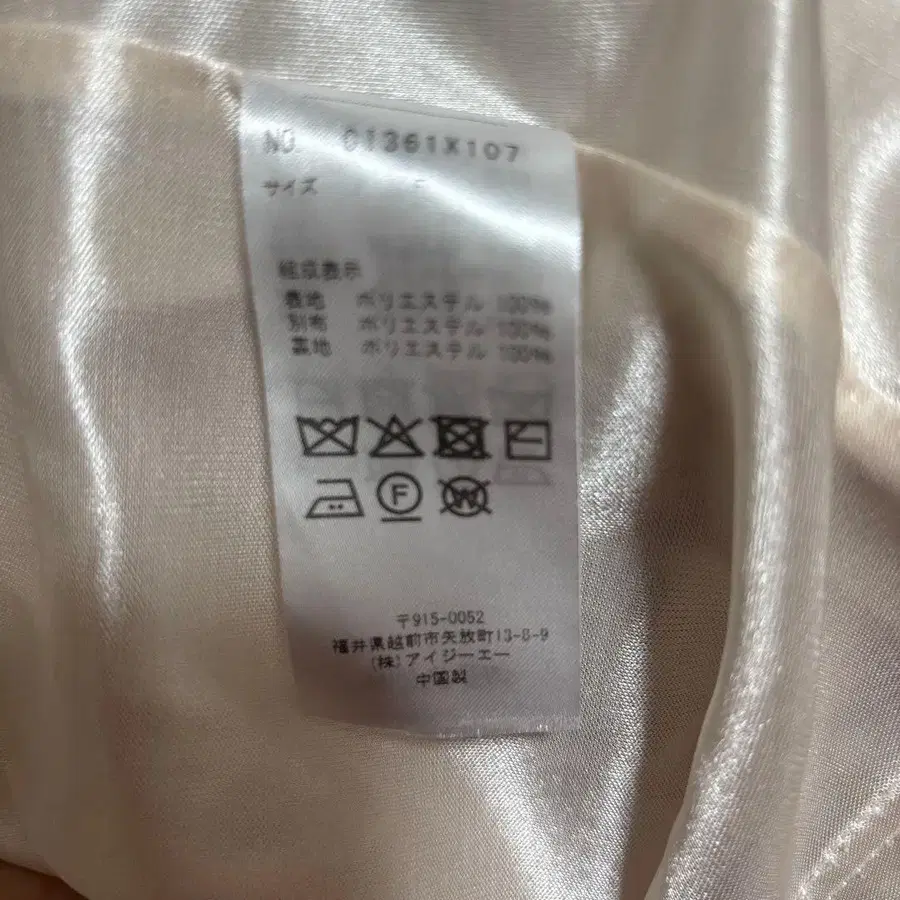 NO. 01361X107
サイズ F
組成表示
表地 ポリエステル 100%
別布 ポリエステル 100%
裏地 ポリエステル 100%
F W
〒915-0052
福井県越前市矢放町13-8-9
(株)アイジーエー
中国製